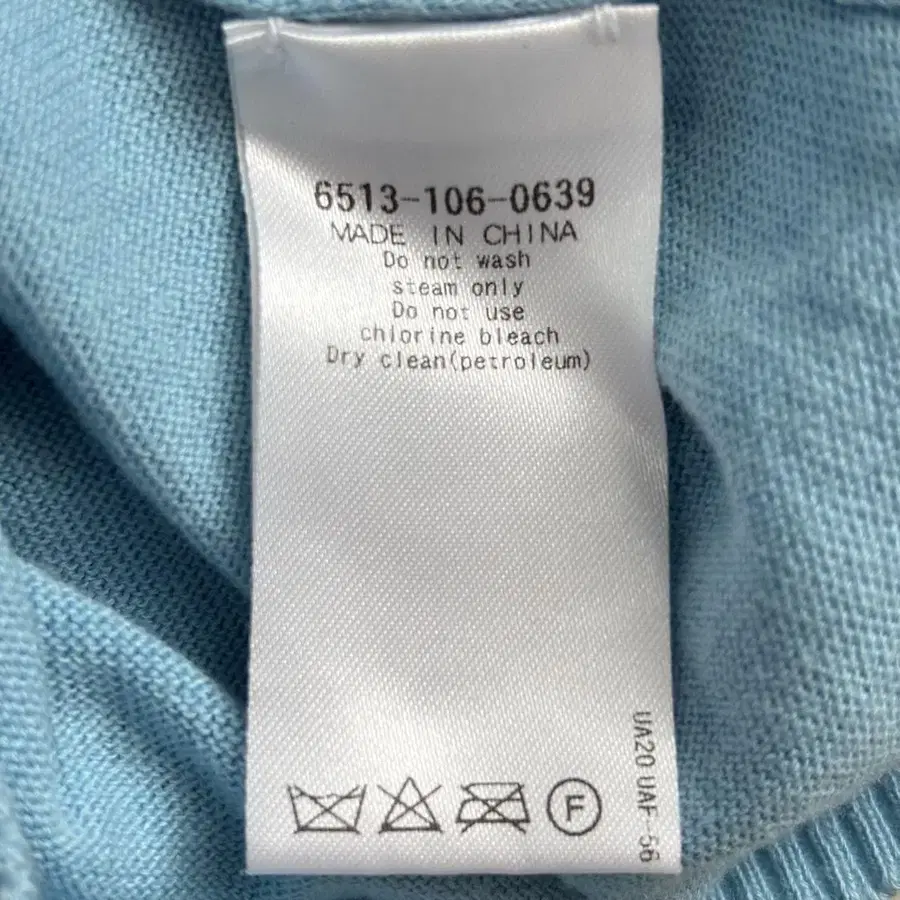 6513-106-0639
MADE IN CHINA
Do not wash
steam only
Do not use
chlorine bleach
Dry clean(petroleum)
F
UA20 UAF-56